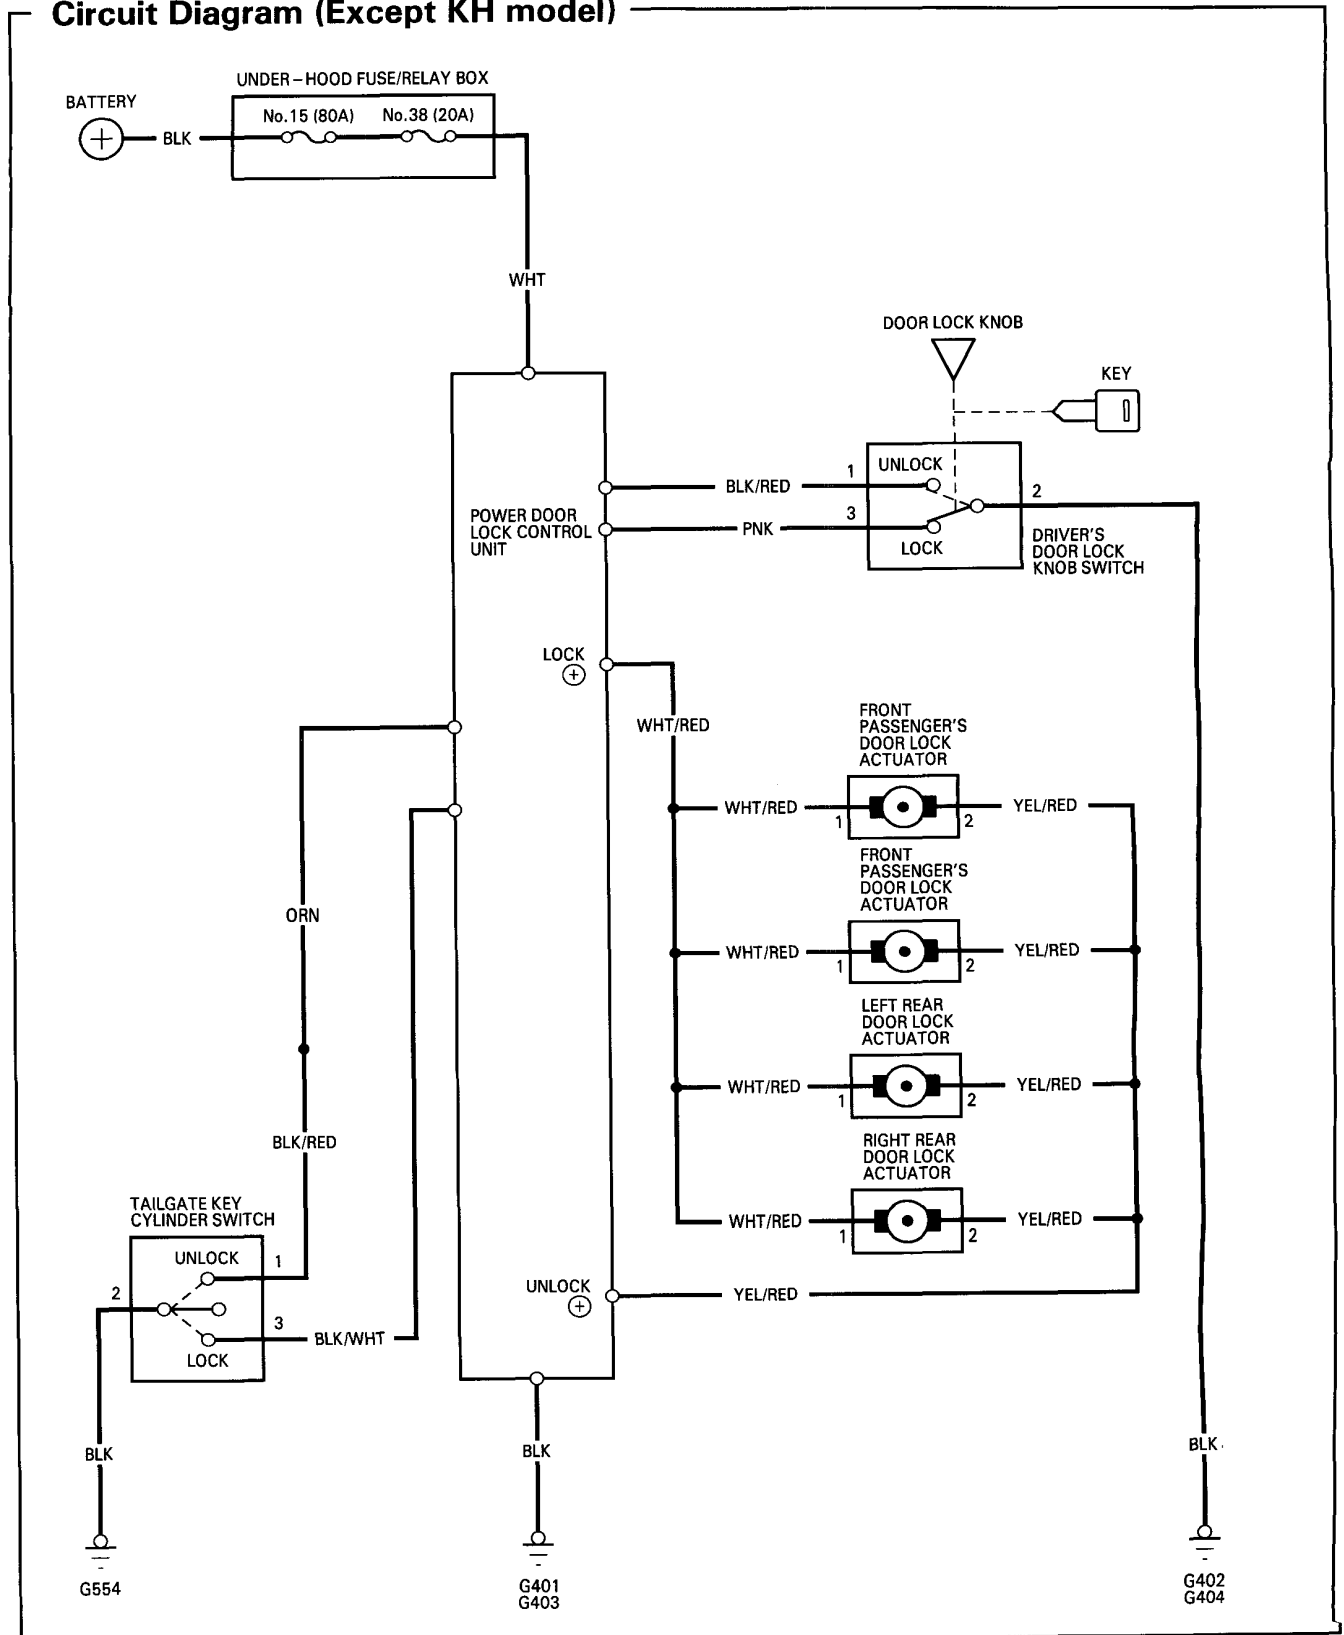 Circuit Diagram (Except KH model)
UNDER-HOOD FUSE/RELAY BOX
BATTERY
No.15 (80A) No.38 (20A)
BLK
WHT
DOOR LOCK KNOB
KEY
UNLOCK
1
BLK/RED
2
POWER DOOR
LOCK CONTROL
UNIT
3
PNK
LOCK
DRIVER'S
DOOR LOCK
KNOB SWITCH
LOCK
WHT/RED
FRONT
PASSENGER'S
DOOR LOCK
ACTUATOR
WHT/RED
1
2
YEL/RED
FRONT
PASSENGER'S
DOOR LOCK
ACTUATOR
WHT/RED
1
2
YEL/RED
ORN
LEFT REAR
DOOR LOCK
ACTUATOR
WHT/RED
1
2
YEL/RED
BLK/RED
RIGHT REAR
DOOR LOCK
ACTUATOR
WHT/RED
1
2
YEL/RED
TAILGATE KEY
CYLINDER SWITCH
UNLOCK
1
2
3
LOCK
BLK/WHT
UNLOCK
YEL/RED
BLK
BLK
BLK
G554
G401
G403
G402
G404